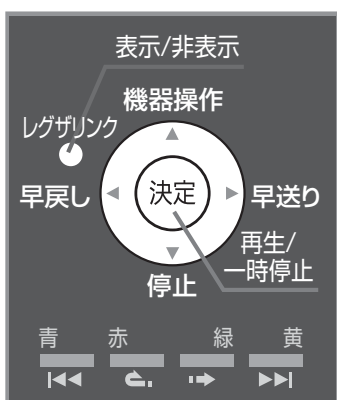 表示/非表示
機器操作
レグザリンク
早戻し
決定
早送り
再生/
一時停止
停止
青 赤 緑 黄